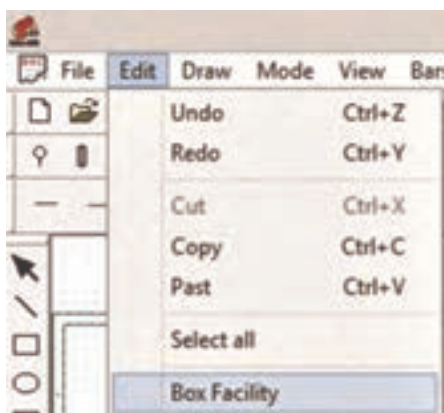 File Edit Draw Mode View Bar
Undo Ctrl+Z
Redo Ctrl+Y
Cut Ctrl+X
Copy Ctrl+C
Past Ctrl+V
Select all
Box Facility